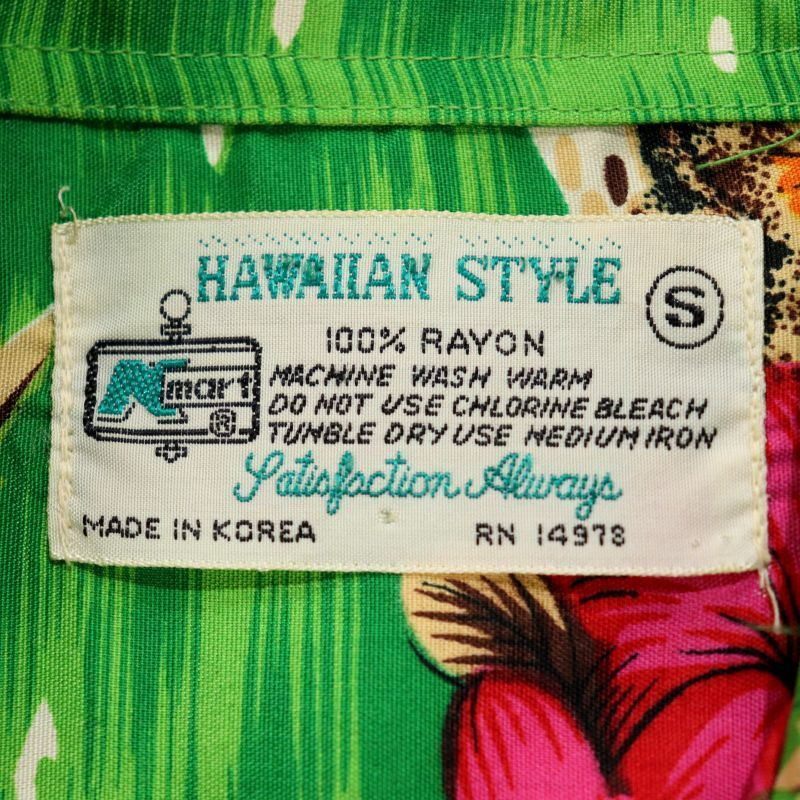 HAWAIIAN STYLE
S
100% RAYON
Kmart®
MACHINE WASH WARM
DO NOT USE CHLORINE BLEACH
TUMBLE DRY USE MEDIUM IRON
Satisfaction Always
MADE IN KOREA
RN 14978